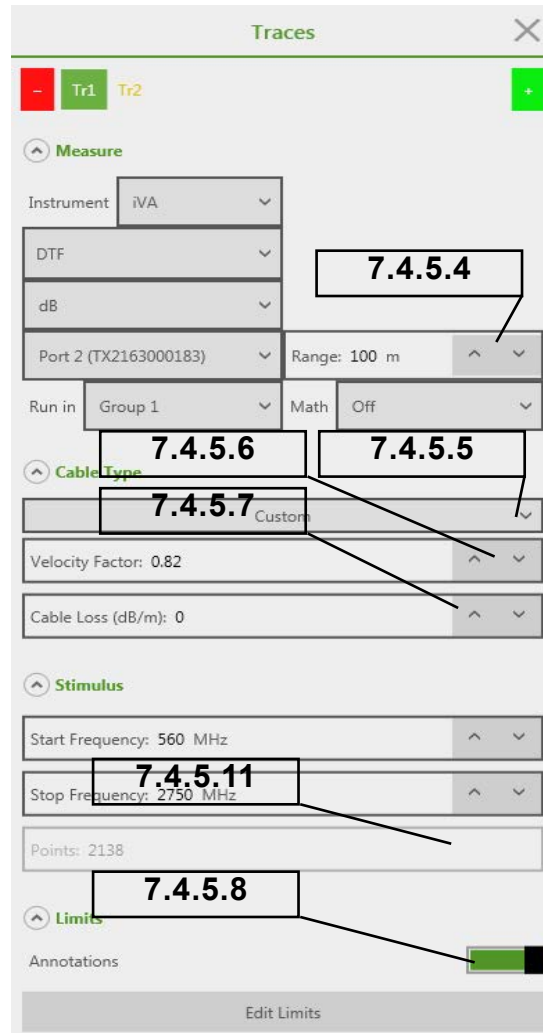 Traces
- Tr1 Tr2 +
Measure
Instrument iVA
DTF
7.4.5.4
dB
Port 2 (TX2163000183) Range: 100 m
Run in Group 1 Math Off
7.4.5.6 7.4.5.5
Cable Type
7.4.5.7 Custom
Velocity Factor: 0.82
Cable Loss (dB/m): 0
Stimulus
Start Frequency: 560 MHz
7.4.5.11
Stop Frequency: 2750 MHz
Points: 2138
7.4.5.8
Limits
Annotations
Edit Limits